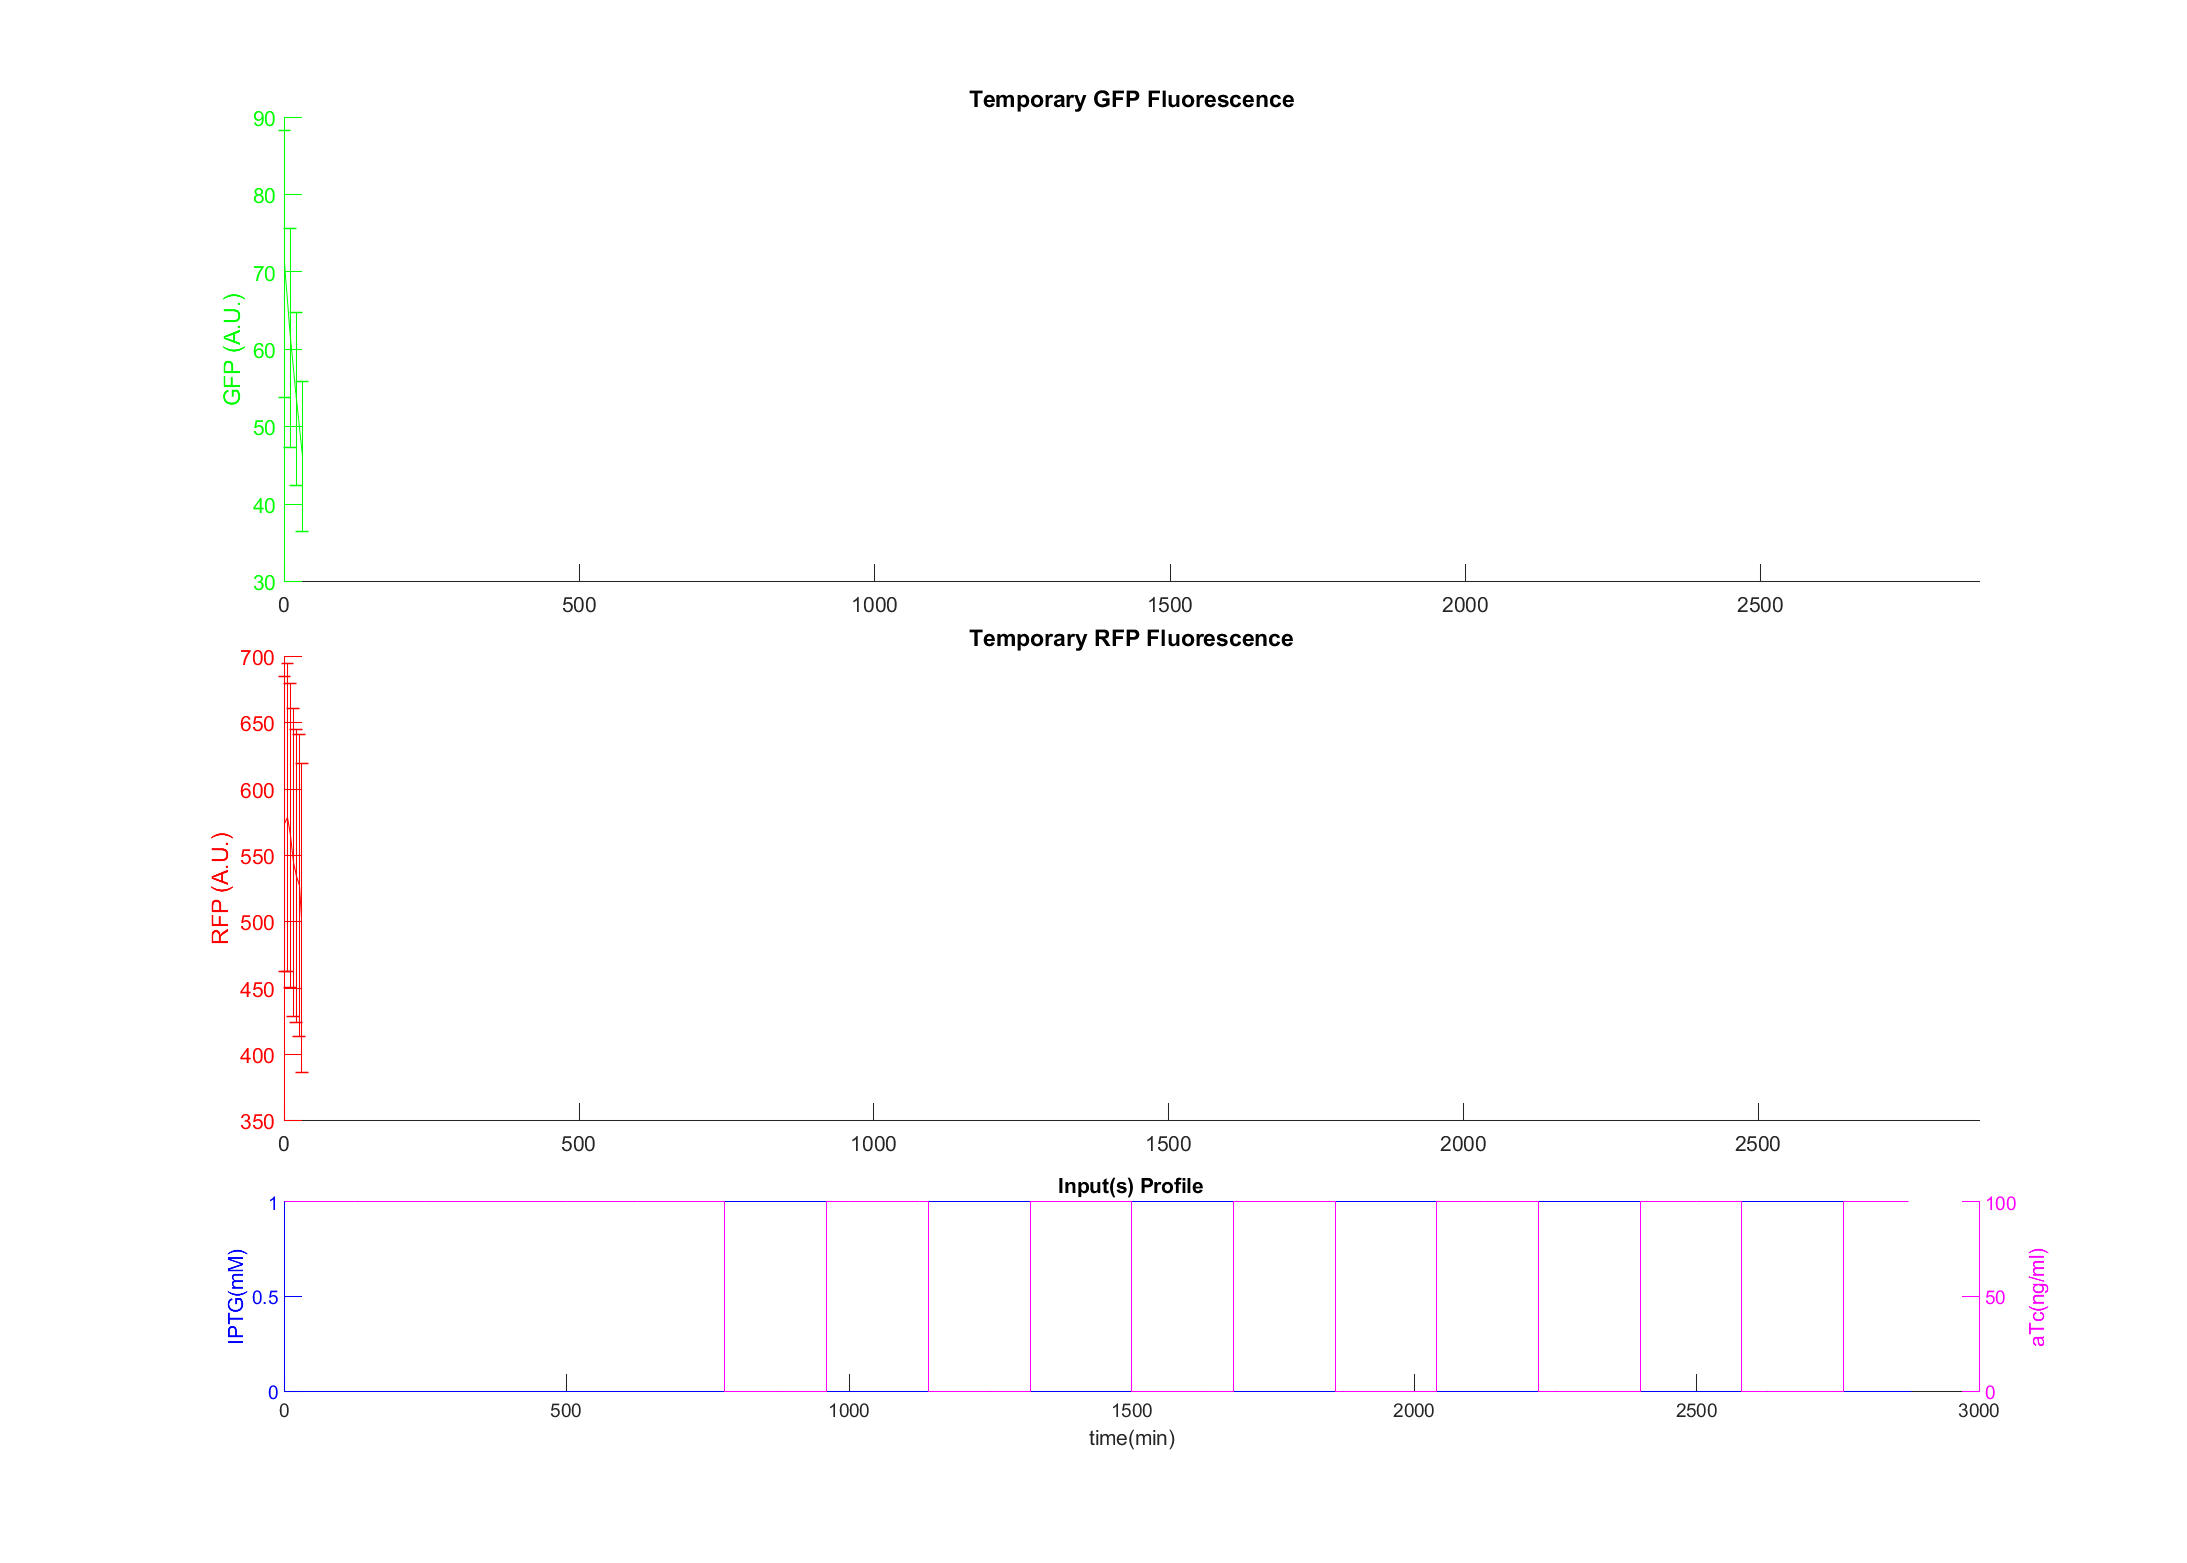 Temporary GFP Fluorescence
90
80
70
60
50
40
30
GFP (A.U.)
0 500 1000 1500 2000 2500
Temporary RFP Fluorescence
700
650
600
550
500
450
400
350
RFP (A.U.)
0 500 1000 1500 2000 2500
Input(s) Profile
1
0.5
0
IPTG(mM)
100
50
0
aTc(ng/ml)
0 500 1000 1500 2000 2500 3000
time(min)